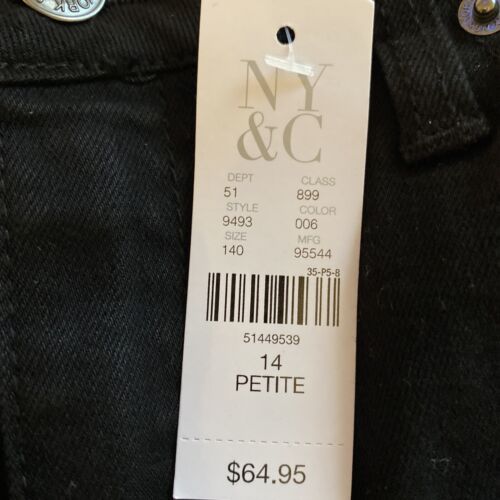 YORK
NY
&C
DEPT CLASS
51 899
STYLE COLOR
9493 006
SIZE MFG
140 95544
35-P5-8
51449539
14
PETITE
$64.95